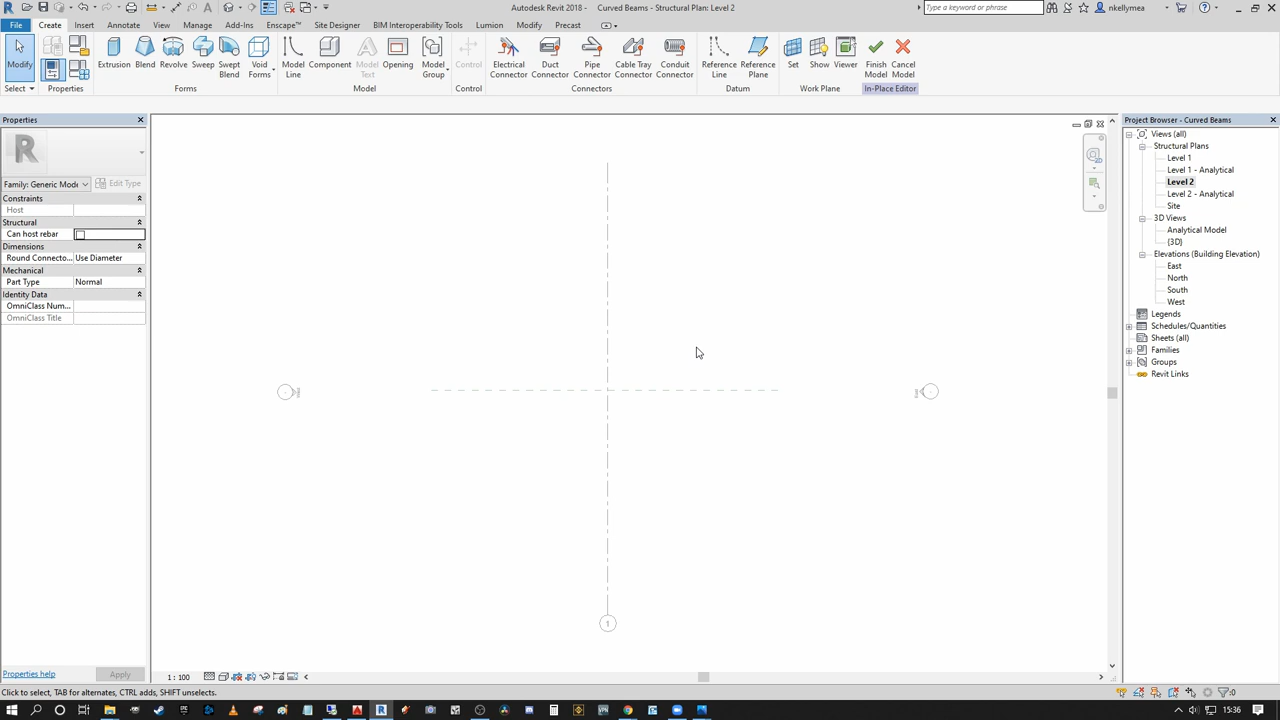 Autodesk Revit 2018 - Curved Beams - Structural Plan: Level 2
Type a keyword or phrase
nkellymea
File Create Insert Annotate View Manage Add-Ins Enscape™ Site Designer BIM Interoperability Tools Lumion Modify Precast
Modify Extrusion Blend Revolve Sweep Swept Blend Void Forms Model Line Component Model Text Opening Model Group Control Electrical Connector Duct Connector Pipe Connector Cable Tray Connector Conduit Connector Reference Line Reference Plane Set Show Viewer Finish Model Cancel Model
Select Properties Forms Model Control Connectors Datum Work Plane In-Place Editor
Properties
R
Family: Generic Mode Edit Type
Constraints
Host
Structural
Can host rebar
Dimensions
Round Connecto... Use Diameter
Mechanical
Part Type Normal
Identity Data
OmniClass Num...
OmniClass Title
Properties help Apply
1
Project Browser - Curved Beams
Views (all)
Structural Plans
Level 1
Level 1 - Analytical
Level 2
Level 2 - Analytical
Site
3D Views
Analytical Model
{3D}
Elevations (Building Elevation)
East
North
South
West
Legends
Schedules/Quantities
Sheets (all)
Families
Groups
Revit Links
1 : 100
Click to select, TAB for alternates, CTRL adds, SHIFT unselects.
:0
15:36